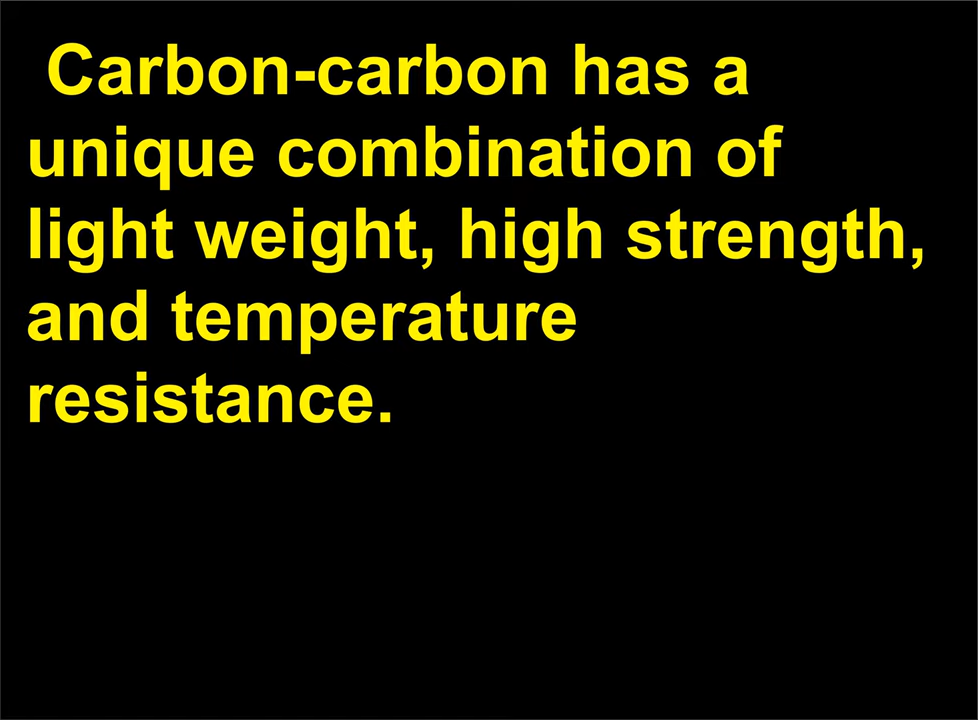 Carbon-carbon has a
unique combination of
light weight, high strength,
and temperature
resistance.